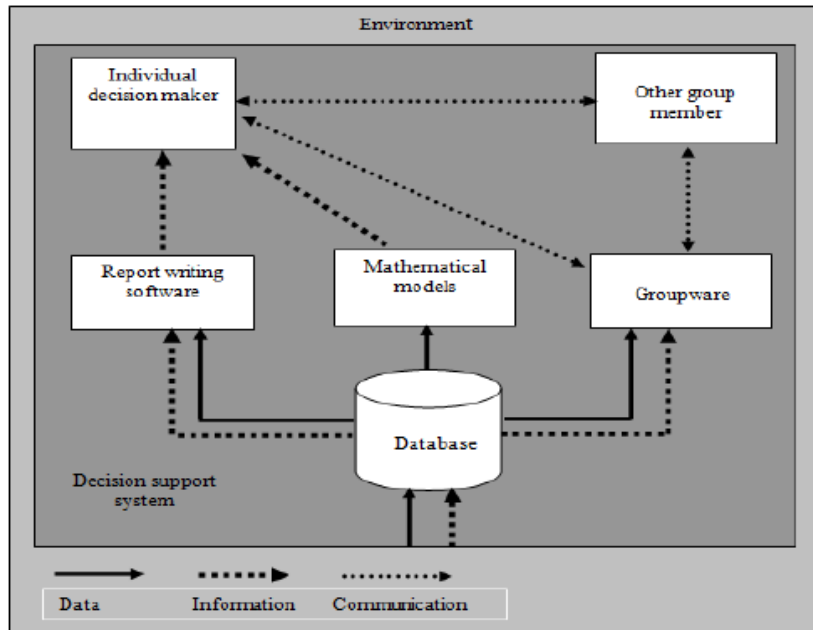 Environment
Individual
decision maker
Other group
member
Report writing
software
Mathematical
models
Groupware
Database
Decision support
system
Data Information Communication